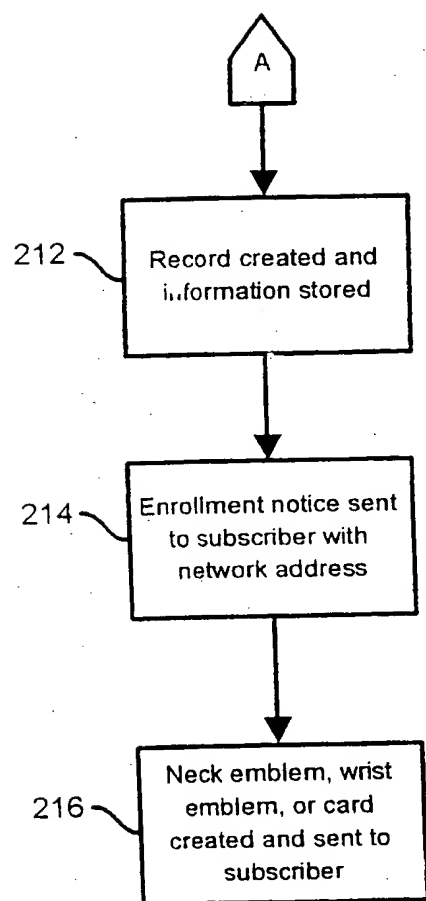 A
212
Record created and
information stored
214
Enrollment notice sent
to subscriber with
network address
216
Neck emblem, wrist
emblem, or card
created and sent to
subscriber